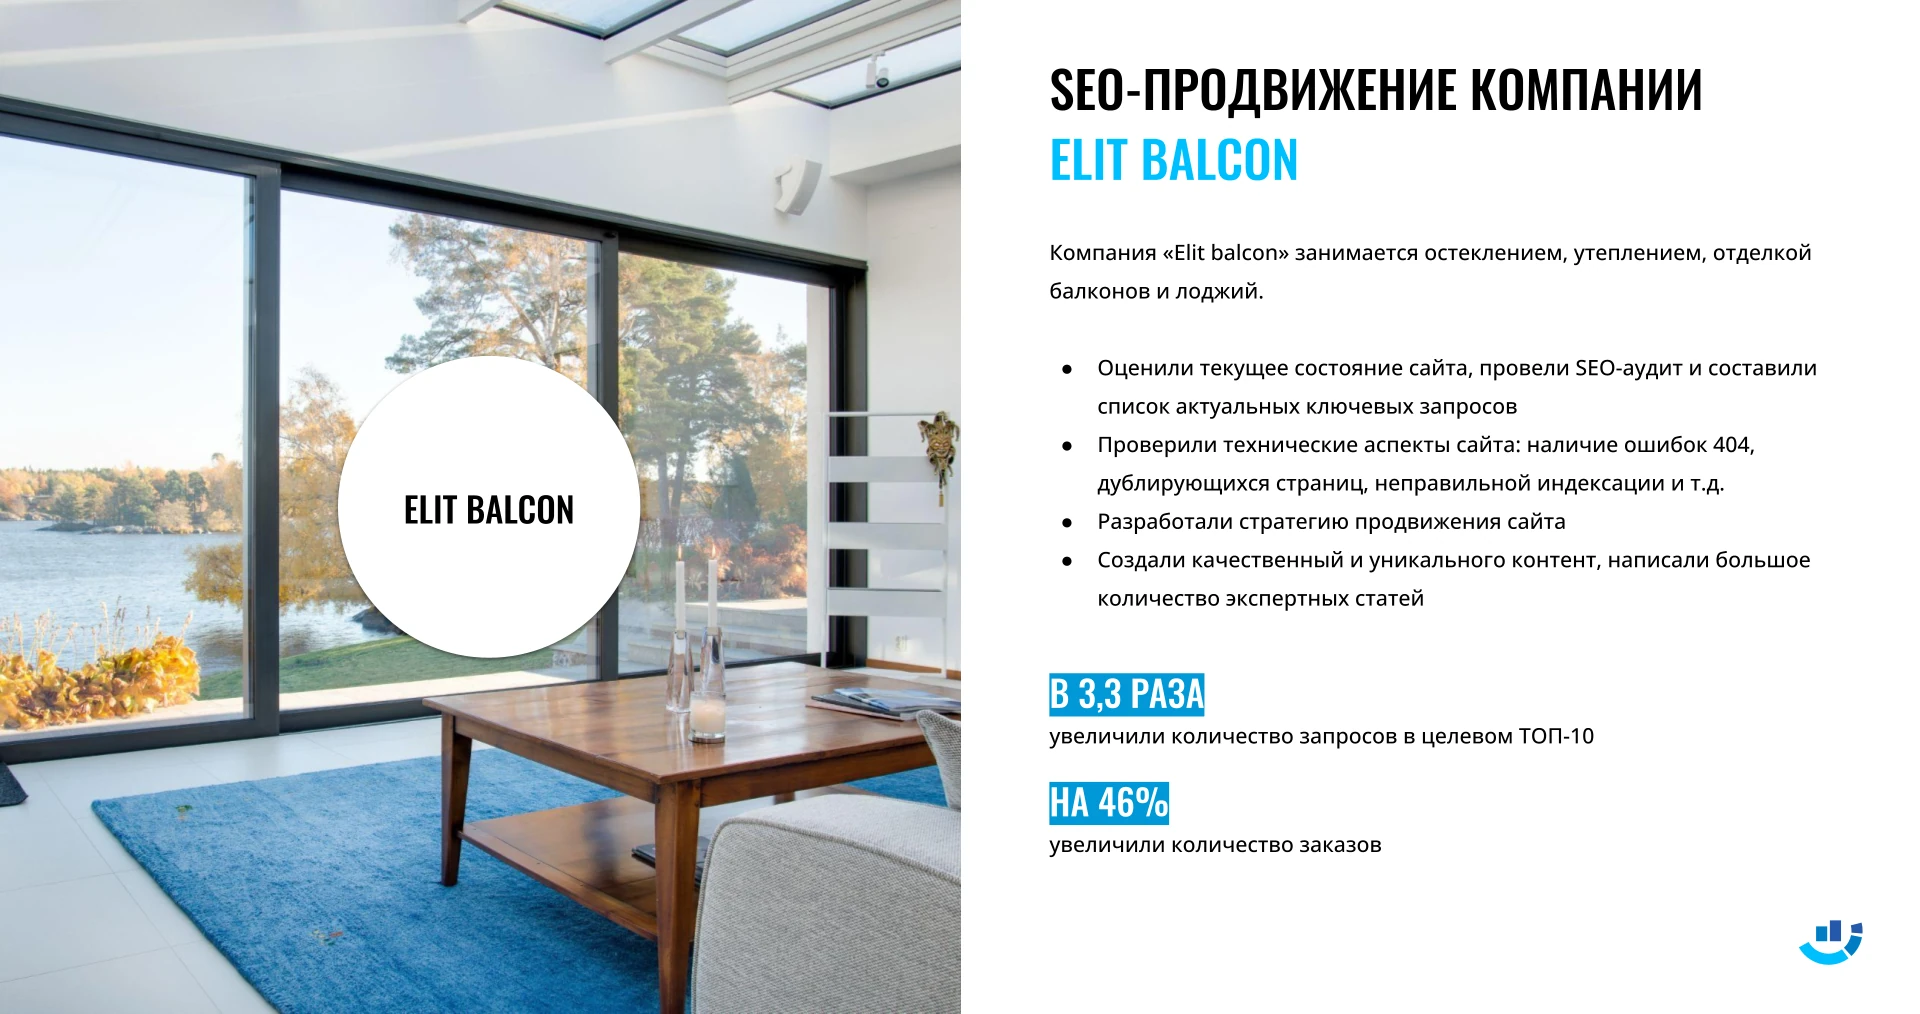 ELIT BALCON
SEO-ПРОДВИЖЕНИЕ КОМПАНИИ
ELIT BALCON
Компания «Elit balcon» занимается остеклением, утеплением, отделкой
балконов и лоджий.
● Оценили текущее состояние сайта, провели SEO-аудит и составили
список актуальных ключевых запросов
● Проверили технические аспекты сайта: наличие ошибок 404,
дублирующихся страниц, неправильной индексации и т.д.
● Разработали стратегию продвижения сайта
● Создали качественный и уникального контент, написали большое
количество экспертных статей
В 3,3 РАЗА
увеличили количество запросов в целевом ТОП-10
НА 46%
увеличили количество заказов